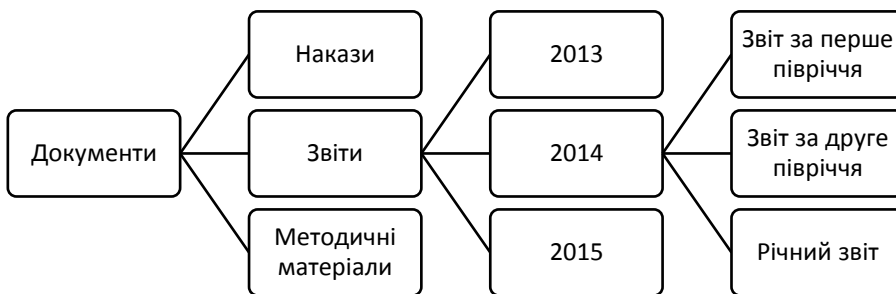 Документи
Накази
Звіти
Методичні
матеріали
2013
2014
2015
Звіт за перше
півріччя
Звіт за друге
півріччя
Річний звіт